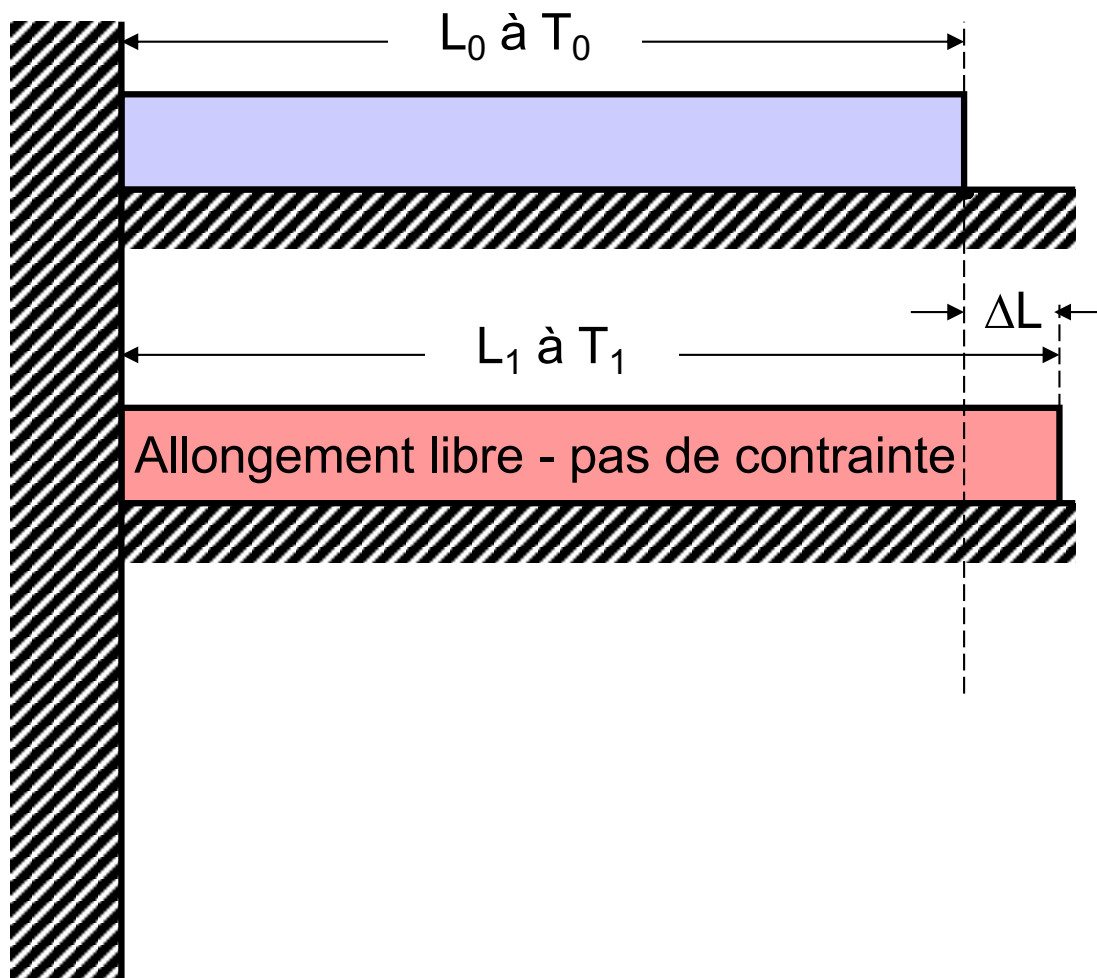 L₀ à T₀
ΔL
L₁ à T₁
Allongement libre - pas de contrainte